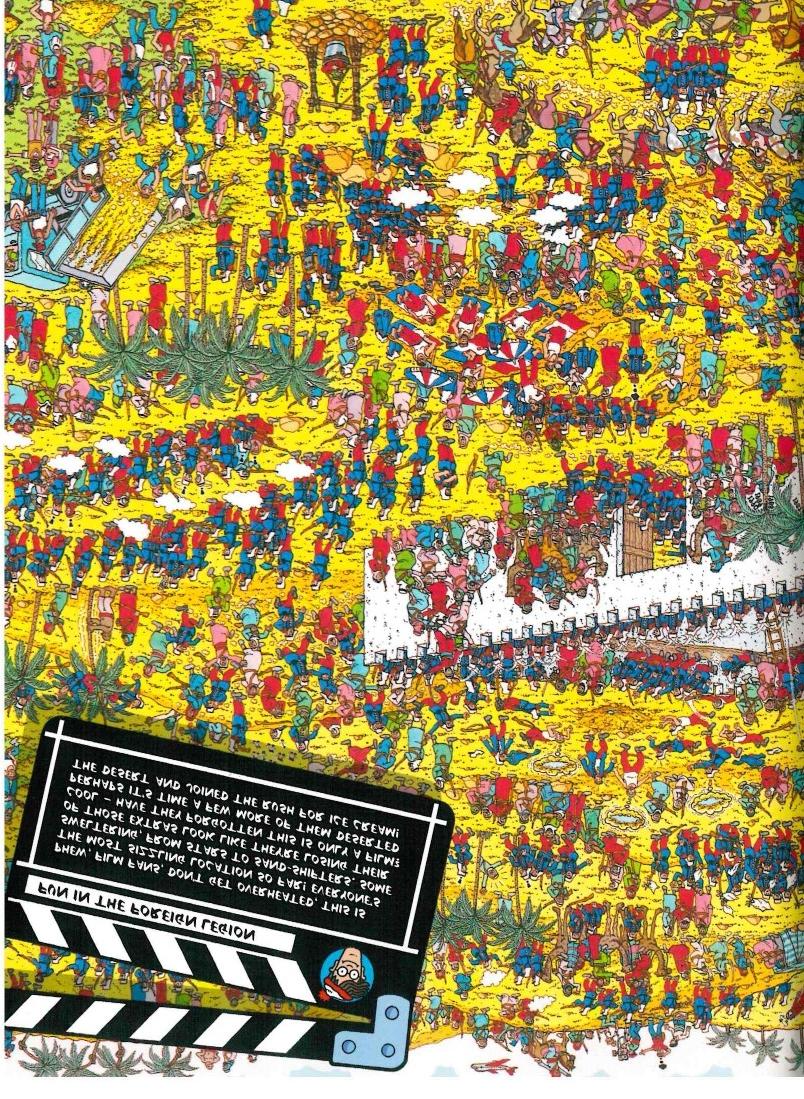 FUN IN THE FOREIGN LEGION
PHEW, FILM FANS, DON'T GET OVERHEATED, THIS IS
THE MOST SIZZLING LOCATION SO FAR! EVERYONE'S
SWELTERING, FROM STARS TO SAND-SHIFTERS. SOME
OF THOSE EXTRAS LOOK LIKE THEY'RE LOSING THEIR
COOL – HAVE THEY FORGOTTEN THIS IS ONLY A FILM?
PERHAPS IT'S TIME A FEW MORE OF THEM DESERTED
THE DESERT AND JOINED THE RUSH FOR ICE CREAM!